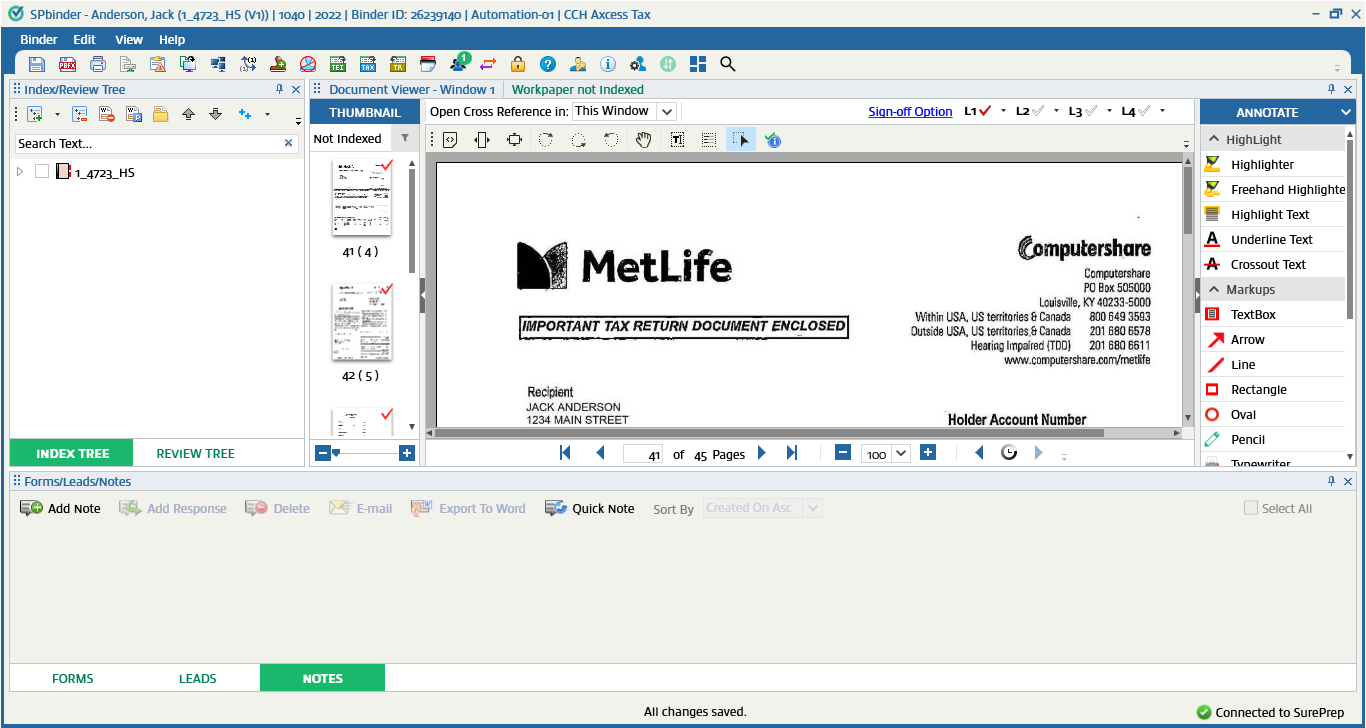 SPbinder - Anderson, Jack (1_4723_HS (V1)) | 1040 | 2022 | Binder ID: 26239140 | Automation-01 | CCH Axcess Tax
Binder Edit View Help
PBFX TEI TAX TR 1
Index/Review Tree
Search Text...
1_4723_HS
INDEX TREE
REVIEW TREE
Document Viewer - Window 1
Workpaper not Indexed
THUMBNAIL
Not Indexed
41 ( 4 )
42 ( 5 )
Open Cross Reference in: This Window
Sign-off Option L1 L2 L3 L4
MetLife
IMPORTANT TAX RETURN DOCUMENT ENCLOSED
Recipient
JACK ANDERSON
1234 MAIN STREET
Computershare
Computershare
PO Box 505000
Louisville, KY 40233-5000
Within USA, US territories & Canada 800 649 3593
Outside USA, US territories & Canada 201 680 6578
Hearing Impaired (TDD) 201 680 6611
www.computershare.com/metlife
Holder Account Number
41 of 45 Pages
100
ANNOTATE
HighLight
Highlighter
Freehand Highlighte
Highlight Text
Underline Text
Crossout Text
Markups
TextBox
Arrow
Line
Rectangle
Oval
Pencil
Typewriter
Forms/Leads/Notes
Add Note Add Response Delete E-mail Export To Word Quick Note Sort By Created On Asc Select All
FORMS
LEADS
NOTES
All changes saved.
Connected to SurePrep